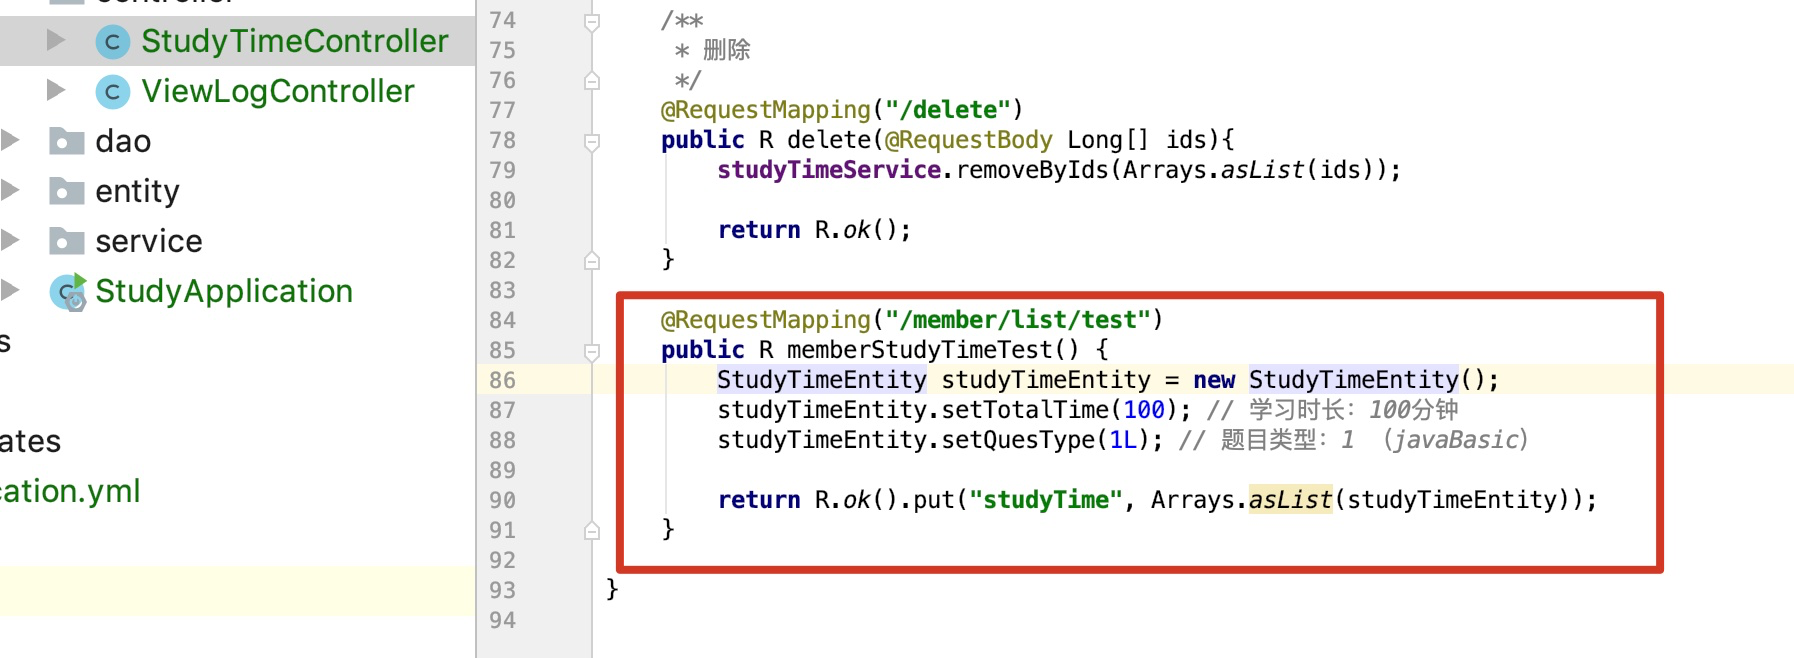 controller
StudyTimeController
ViewLogController
dao
entity
service
StudyApplication
s
ates
cation.yml
74 /**
75 * 删除
76 */
77 @RequestMapping("/delete")
78 public R delete(@RequestBody Long[] ids){
79 studyTimeService.removeByIds(Arrays.asList(ids));
80
81 return R.ok();
82 }
83
84 @RequestMapping("/member/list/test")
85 public R memberStudyTimeTest() {
86 StudyTimeEntity studyTimeEntity = new StudyTimeEntity();
87 studyTimeEntity.setTotalTime(100); // 学习时长：100分钟
88 studyTimeEntity.setQuesType(1L); // 题目类型：1 （javaBasic）
89
90 return R.ok().put("studyTime", Arrays.asList(studyTimeEntity));
91 }
92
93 }
94